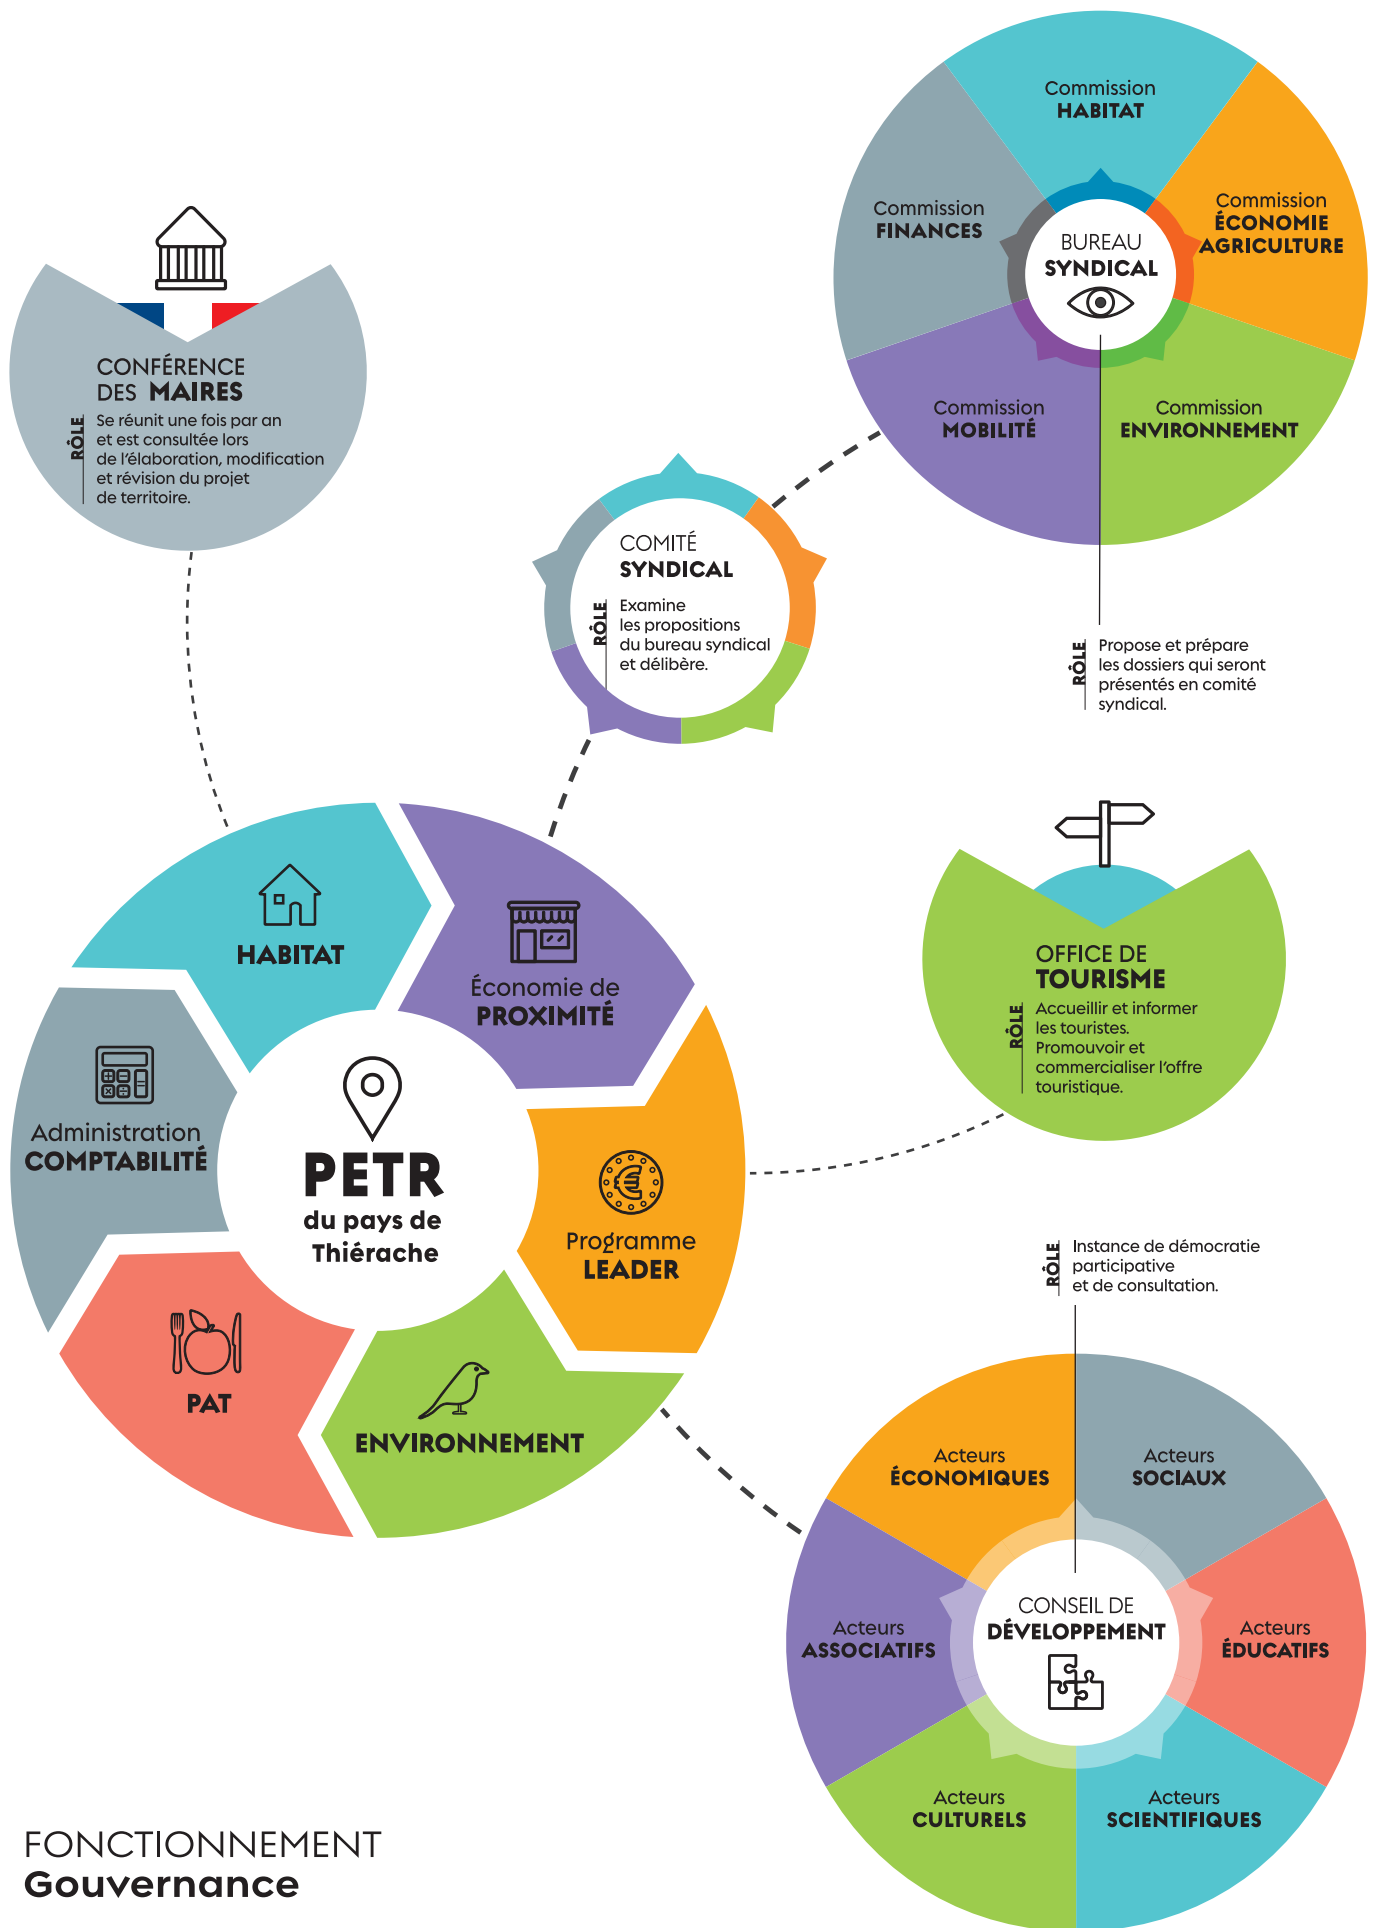 Commission
HABITAT
Commission
FINANCES
Commission
ÉCONOMIE
AGRICULTURE
BUREAU
SYNDICAL
Commission
MOBILITÉ
Commission
ENVIRONNEMENT
RÔLE
Propose et prépare
les dossiers qui seront
présentés en comité
syndical.
CONFÉRENCE
DES MAIRES
RÔLE
Se réunit une fois par an
et est consultée lors
de l'élaboration, modification
et révision du projet
de territoire.
COMITÉ
SYNDICAL
RÔLE
Examine
les propositions
du bureau syndical
et délibère.
HABITAT
Économie de
PROXIMITÉ
Administration
COMPTABILITÉ
PETR
du pays de
Thiérache
Programme
LEADER
PAT
ENVIRONNEMENT
OFFICE DE
TOURISME
RÔLE
Accueillir et informer
les touristes.
Promouvoir et
commercialiser l'offre
touristique.
RÔLE
Instance de démocratie
participative
et de consultation.
Acteurs
ÉCONOMIQUES
Acteurs
SOCIAUX
Acteurs
ASSOCIATIFS
CONSEIL DE
DÉVELOPPEMENT
Acteurs
ÉDUCATIFS
Acteurs
CULTURELS
Acteurs
SCIENTIFIQUES
FONCTIONNEMENT
Gouvernance